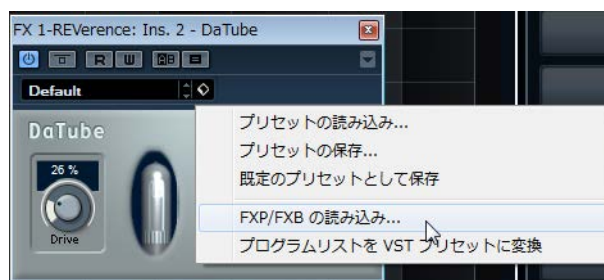 FX 1-REVerence: Ins. 2 - DaTube
R W AB
Default
DaTube
26 %
Drive
プリセットの読み込み...
プリセットの保存...
既定のプリセットとして保存
FXP/FXB の読み込み...
プログラムリストを VST プリセットに変換